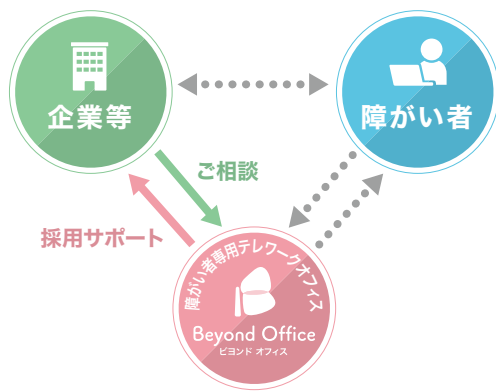 企業等
障がい者
ご相談
採用サポート
障がい者専用テレワークオフィス
Beyond Office
ビヨンド オフィス